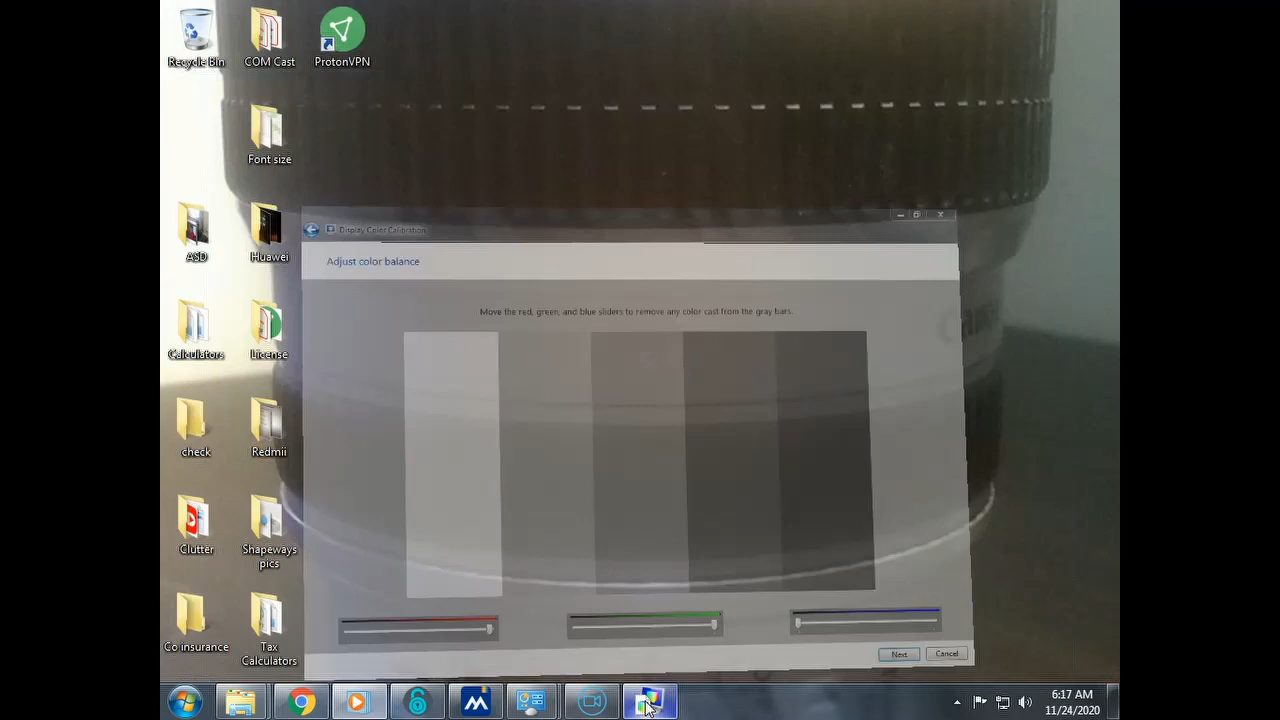 Recycle Bin
COM Cast
ProtonVPN
Font size
ASD
Huawei
Display Color Calibration
Adjust color balance
Move the red, green, and blue sliders to remove any color cast from the gray bars.
Calculators
License
check
Redmii
Clutter
Shapeways
pics
Co insurance
Tax
Calculators
Next
Cancel
6:17 AM
11/24/2020